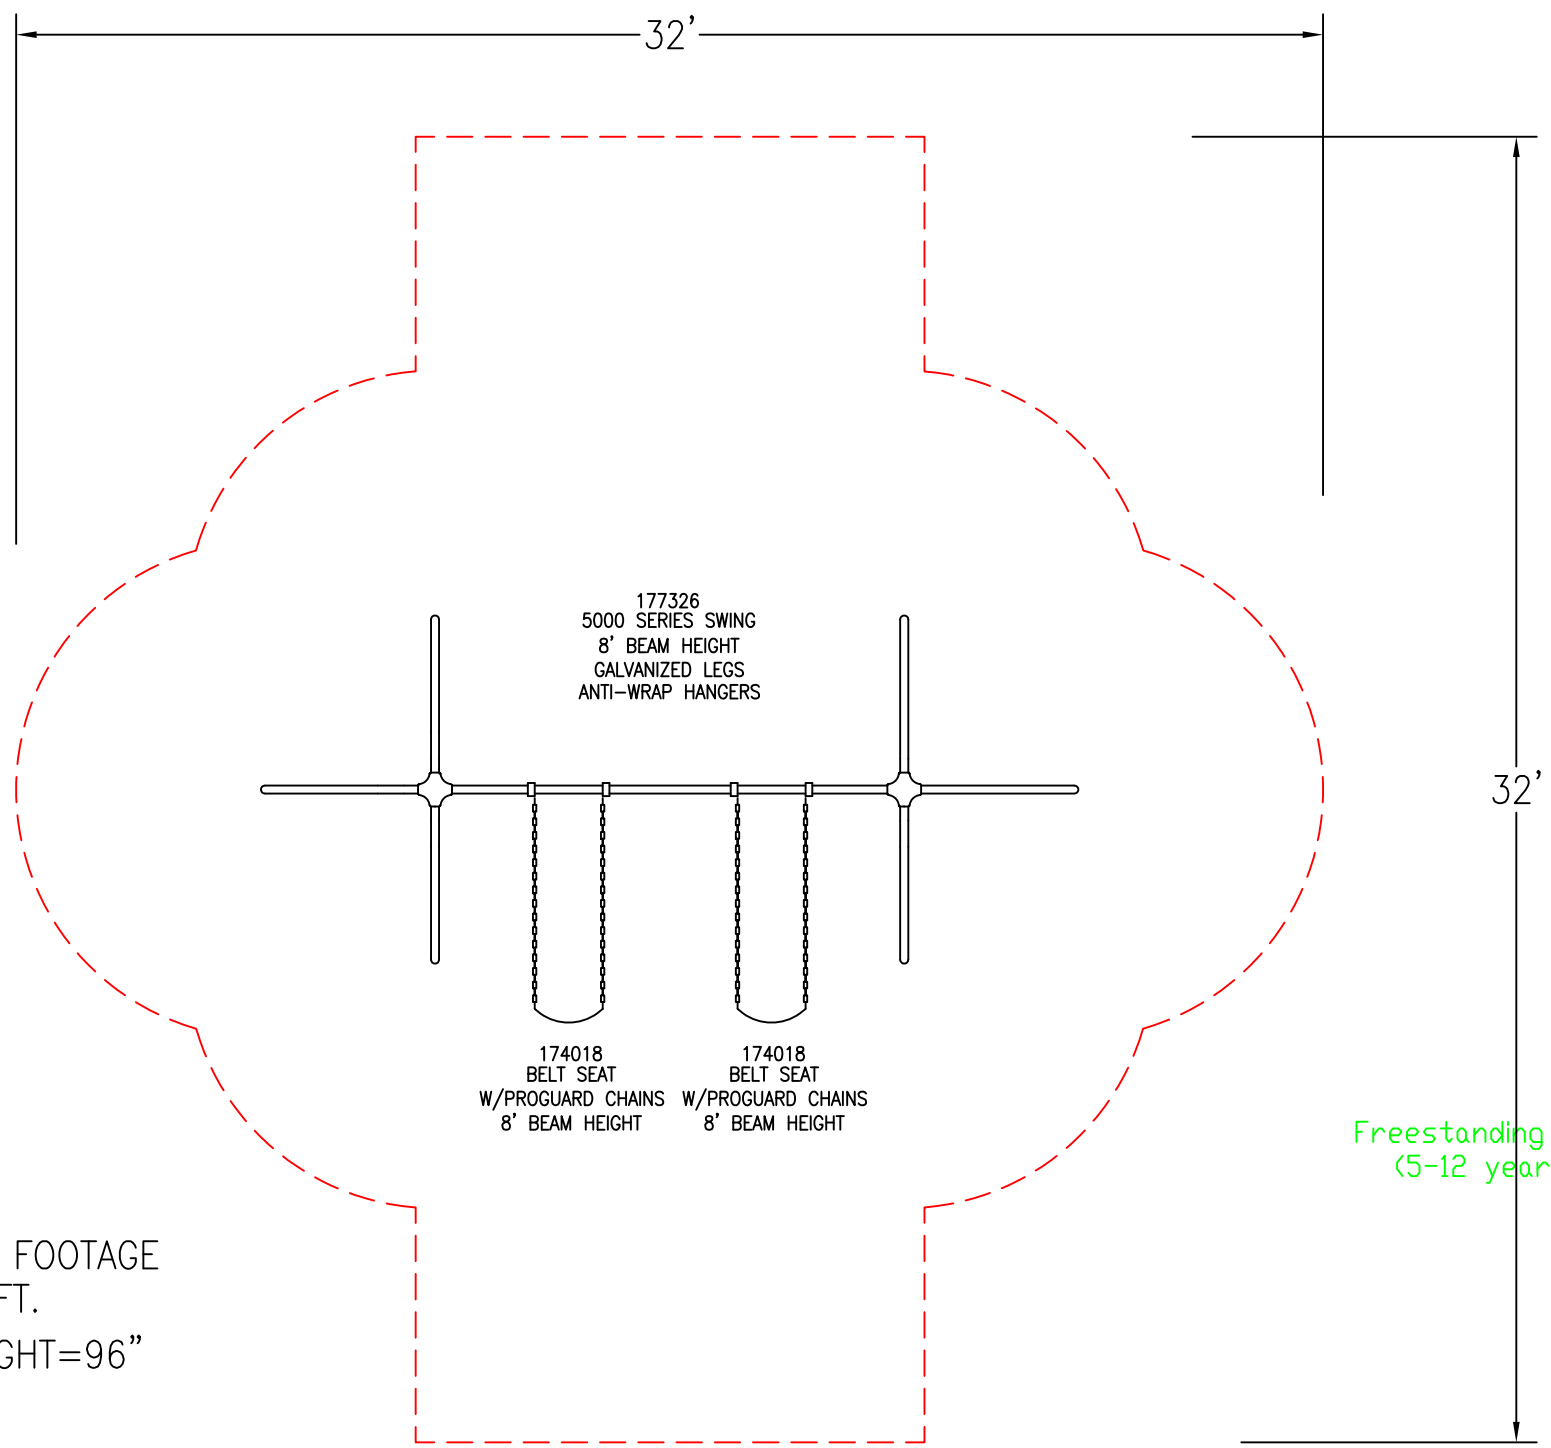 32'
177326
5000 SERIES SWING
8' BEAM HEIGHT
GALVANIZED LEGS
ANTI-WRAP HANGERS
32'
174018
BELT SEAT
W/PROGUARD CHAINS
8' BEAM HEIGHT
174018
BELT SEAT
W/PROGUARD CHAINS
8' BEAM HEIGHT
Freestanding
(5-12 year
FOOTAGE
FT.
GHT=96"